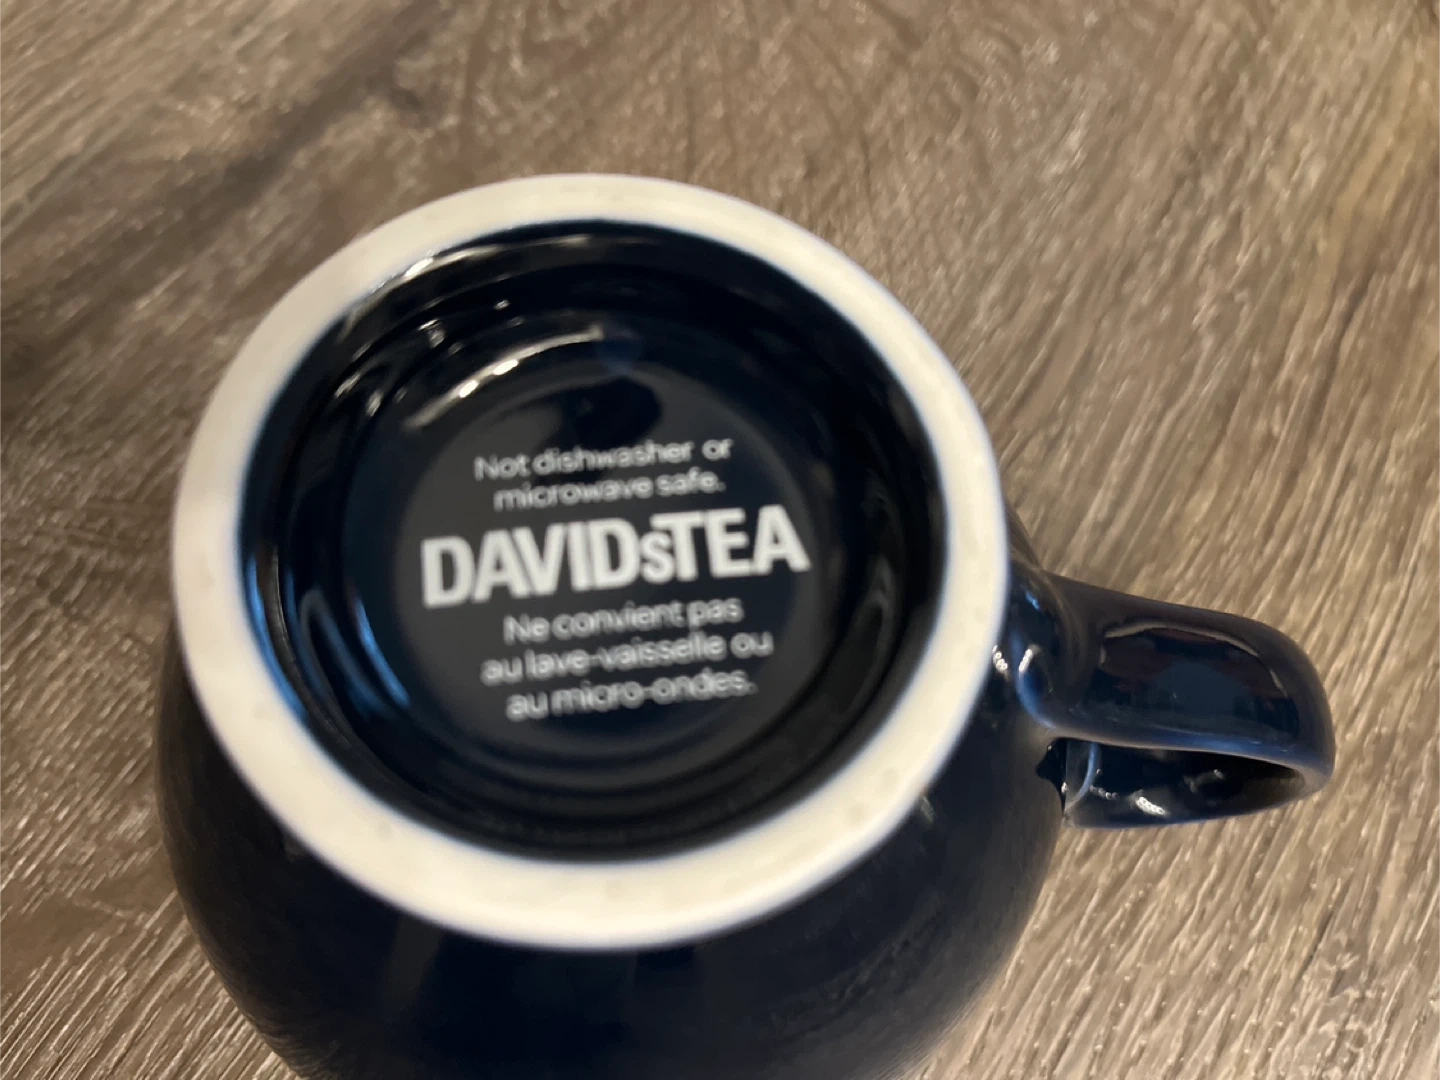 Not dishwasher or
microwave safe.
DAVIDsTEA
Ne convient pas
au lave-vaisselle ou
au micro-ondes.